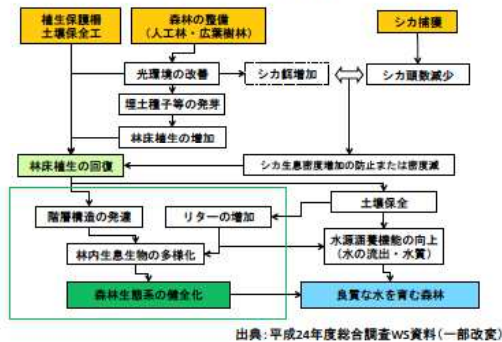 植生保護柵
土壌保全工
森林の整備
（人工林・広葉樹林）
シカ捕獲
光環境の改善
シカ餌増加
シカ頭数減少
埋土種子等の発芽
林床植生の増加
林床植生の回復
シカ生息密度増加の防止または密度減
階層構造の発達
リターの増加
土壌保全
林内生息生物の多様化
水源涵養機能の向上
（水の流出・水質）
森林生態系の健全化
良質な水を育む森林
出典：平成24年度総合調査WS資料（一部改変）